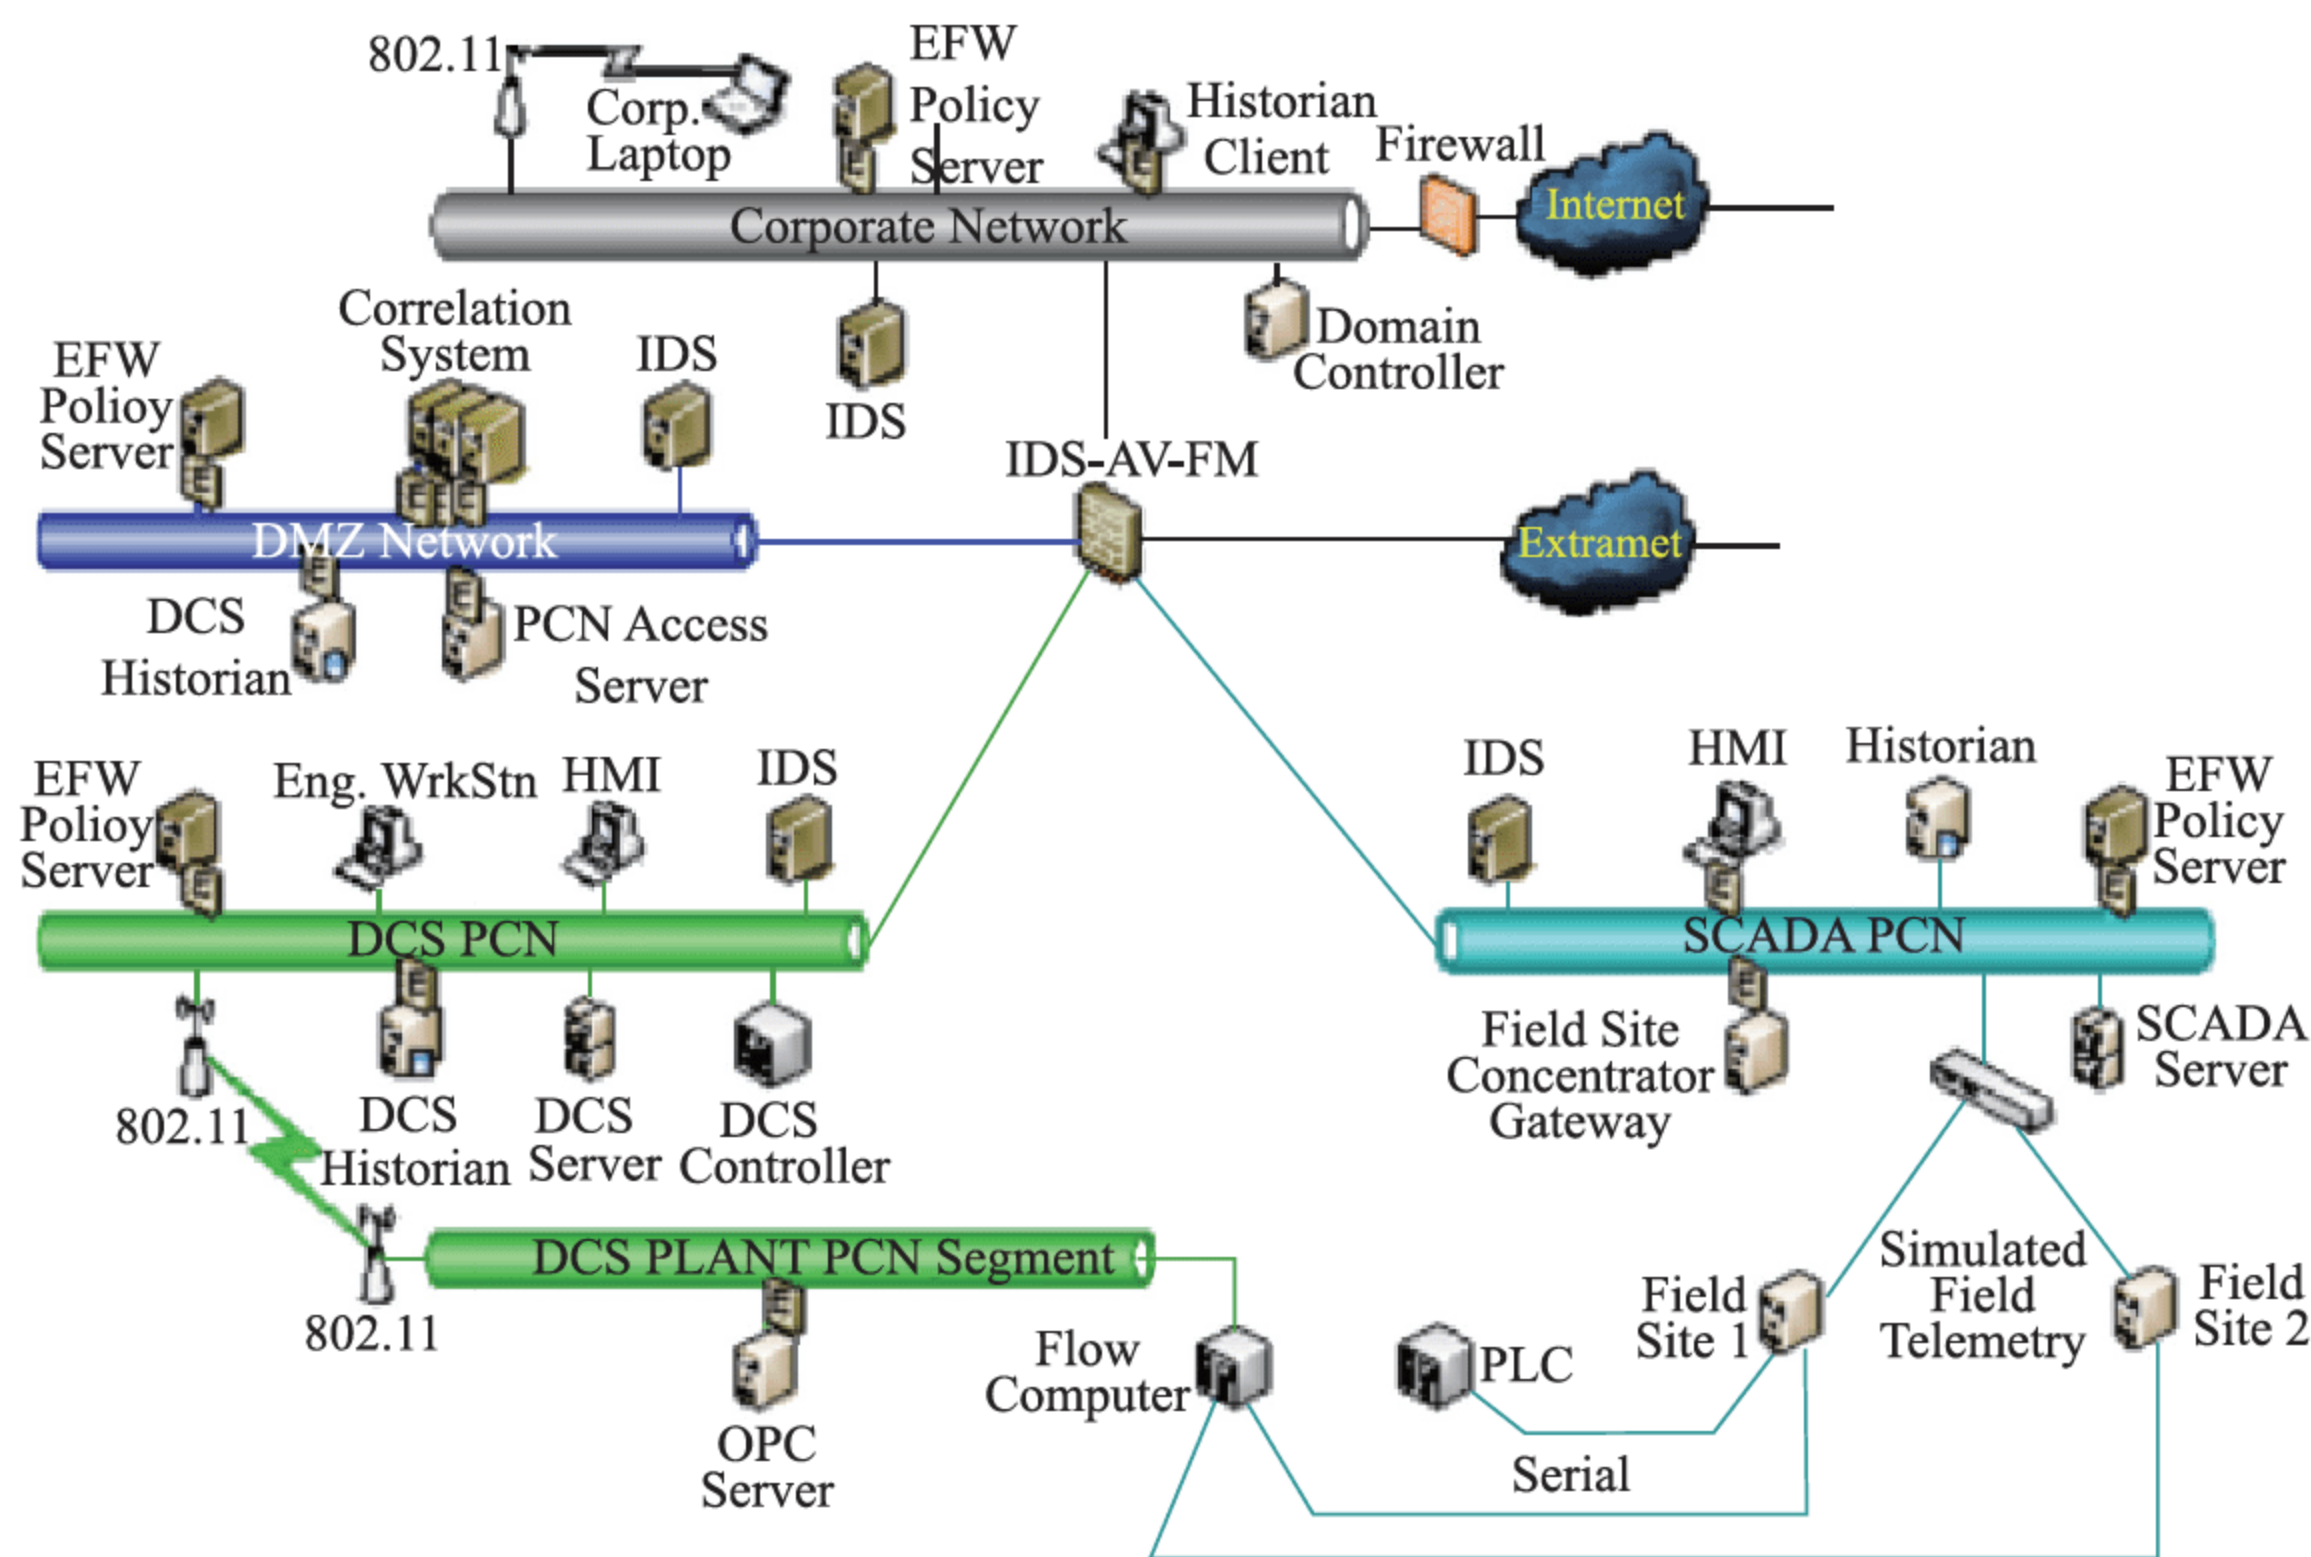 802.11
Corp.
Laptop
EFW
Policy
Server
Historian
Client
Firewall
Internet
Corporate Network
Correlation
System
IDS
IDS
Domain
Controller
EFW
Polioy
Server
IDS-AV-FM
DMZ Network
Extramet
DCS
Historian
PCN Access
Server
EFW
Polioy
Server
Eng. WrkStn
HMI
IDS
IDS
HMI
Historian
EFW
Policy
Server
DCS PCN
SCADA PCN
802.11
DCS
Historian
DCS
Server
DCS
Controller
Field Site
Concentrator
Gateway
SCADA
Server
802.11
DCS PLANT PCN Segment
OPC
Server
Flow
Computer
PLC
Field
Site 1
Simulated
Field
Telemetry
Field
Site 2
Serial
E
E
E
E
E
E
E
E
E
E
E
E
E
E